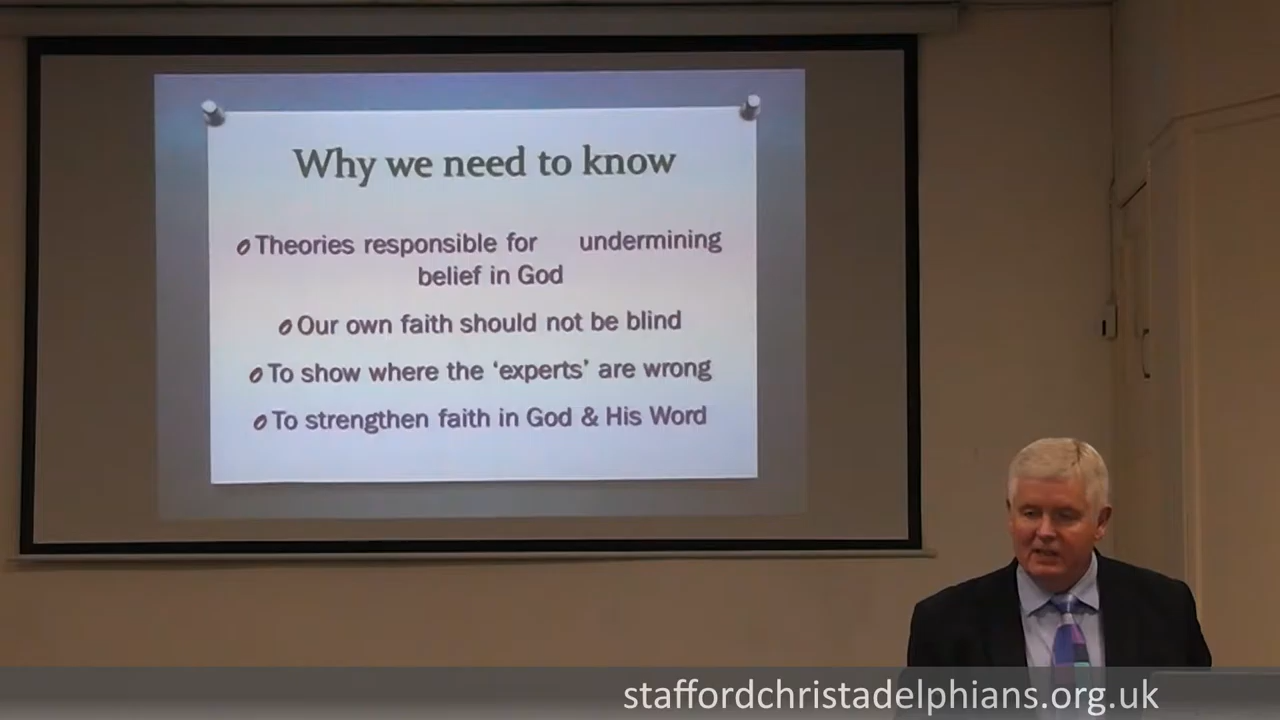 Why we need to know
Theories responsible for undermining
belief in God
Our own faith should not be blind
To show where the ‘experts’ are wrong
To strengthen faith in God & His Word
staffordchristadelphians.org.uk